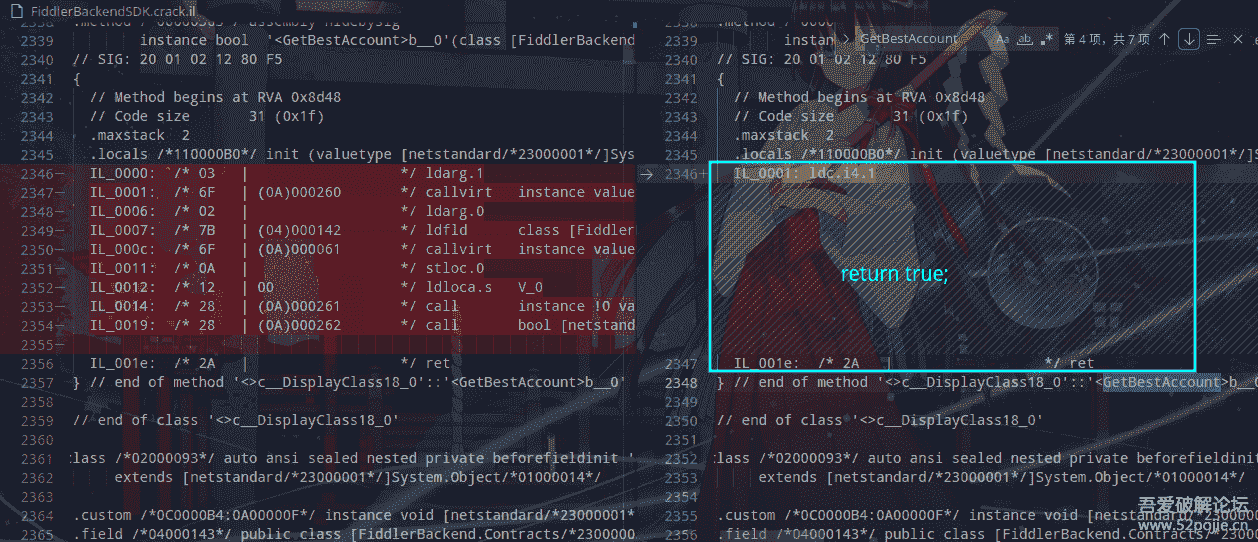 FiddlerBackendSDK.crack.il
2339 instance bool '<GetBestAccount>b__0'(class [FiddlerBackend
2340 // SIG: 20 01 02 12 80 F5
2341 {
2342 // Method begins at RVA 0x8d48
2343 // Code size 31 (0x1f)
2344 .maxstack 2
2345 .locals /*110000B0*/ init (valuetype [netstandard/*23000001*/]Sys
2346− IL_0000: /* 03 | */ ldarg.1
2347− IL_0001: /* 6F | (0A)000260 */ callvirt instance value
2348− IL_0006: /* 02 | */ ldarg.0
2349− IL_0007: /* 7B | (04)000142 */ ldfld class [Fiddler
2350− IL_000c: /* 6F | (0A)000061 */ callvirt instance value
2351− IL_0011: /* 0A | */ stloc.0
2352− IL_0012: /* 12 | 00 */ ldloca.s V_0
2353− IL_0014: /* 28 | (0A)000261 */ call instance !0 va
2354− IL_0019: /* 28 | (0A)000262 */ call bool [netstand
2355−
2356 IL_001e: /* 2A | */ ret
2357 } // end of method '<>c__DisplayClass18_0'::'<GetBestAccount>b__0'
2358
2359 // end of class '<>c__DisplayClass18_0'
2360
2361 lass /*02000093*/ auto ansi sealed nested private beforefieldinit '
2362 extends [netstandard/*23000001*/]System.Object/*01000014*/
2363
2364 .custom /*0C0000B4:0A00000F*/ instance void [netstandard/*23000001*
2365 .field /*04000143*/ public class [FiddlerBackend.Contracts/*2300000
GetBestAccount Aa ab .* 第 4 项，共 7 项
2339 instan
2340 // SIG: 20 01 02 12 80 F5
2341 {
2342 // Method begins at RVA 0x8d48
2343 // Code size 31 (0x1f)
2344 .maxstack 2
2345 .locals /*110000B0*/ init (valuetype [netstandard/*23000001*/]Sy
2346+ IL_0001: ldc.i4.1
return true;
2347 IL_001e: /* 2A | */ ret
2348 } // end of method '<>c__DisplayClass18_0'::'<GetBestAccount>b__
2349
2350 // end of class '<>c__DisplayClass18_0'
2351
2352 lass /*02000093*/ auto ansi sealed nested private beforefieldinit
2353 extends [netstandard/*23000001*/]System.Object/*01000014*/
2354
2355 .custom /*0C0000B4:0A00000F*/ instance void [netstandard/*23000001
2356 .field /*04000143*/ public class [FiddlerBackend.Contracts/*230000
吾爱破解论坛
www.52pojie.cn